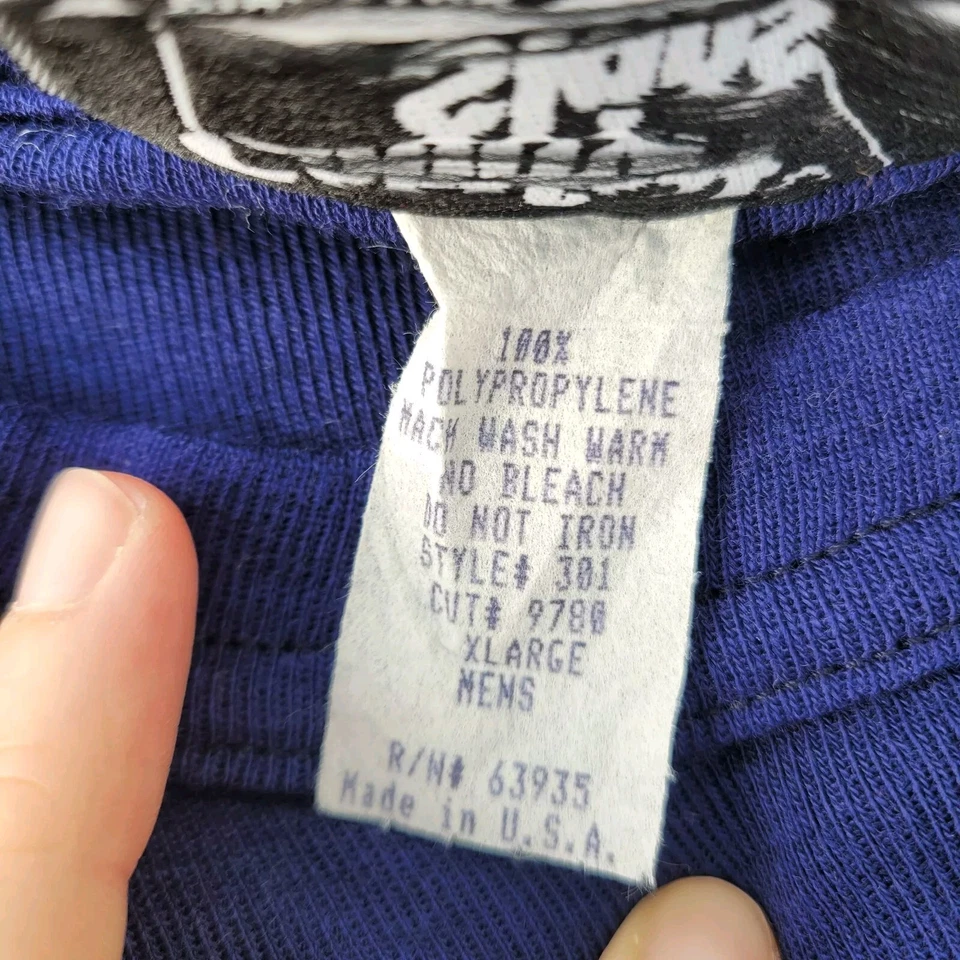 100%
POLYPROPYLENE
MACH WASH WARM
NO BLEACH
DO NOT IRON
STYLE# 301
CUT# 9780
XLARGE
MENS
R/N# 63935
Made in U.S.A.